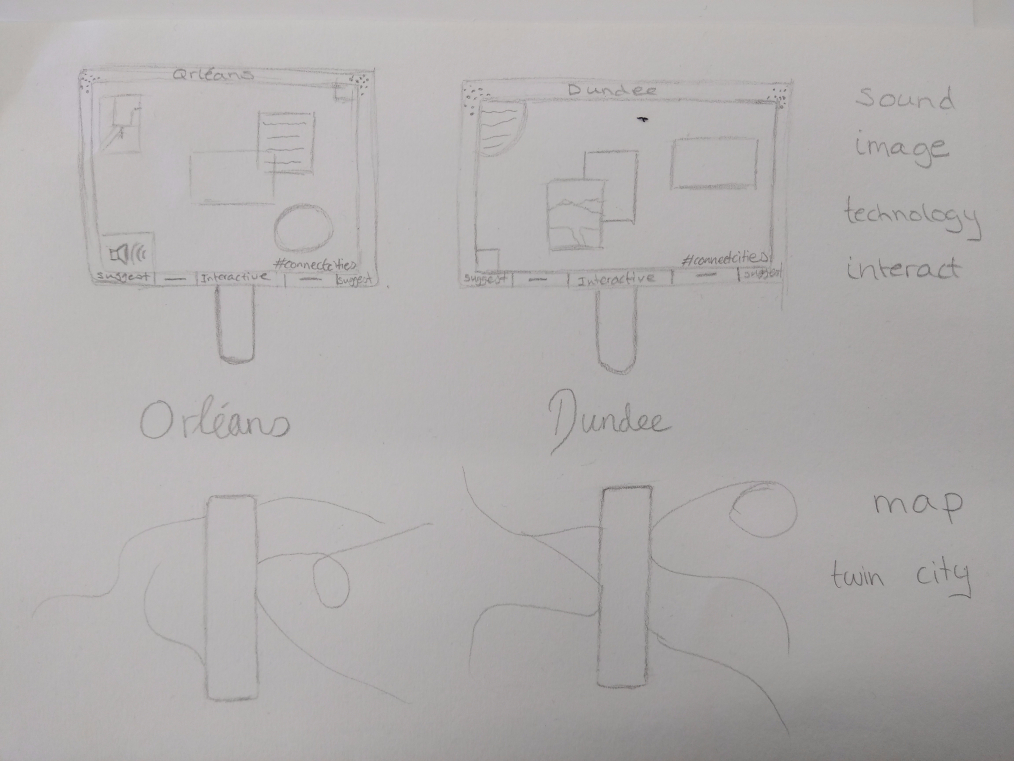 Orléans
Dundee
#connectcities
Suggest — Interactive — Suggest
#connectcities
Suggest — Interactive — Suggest
Orléans
Dundee
sound
image
technology
interact
map
twin city